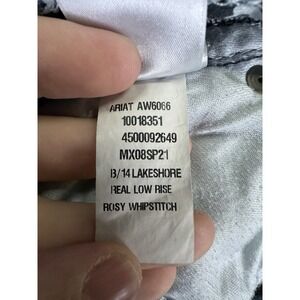 ARIAT AW6066
10018351
4500092649
MX08SP21
B/14 LAKESHORE
REAL LOW RISE
ROSY WHIPSTITCH